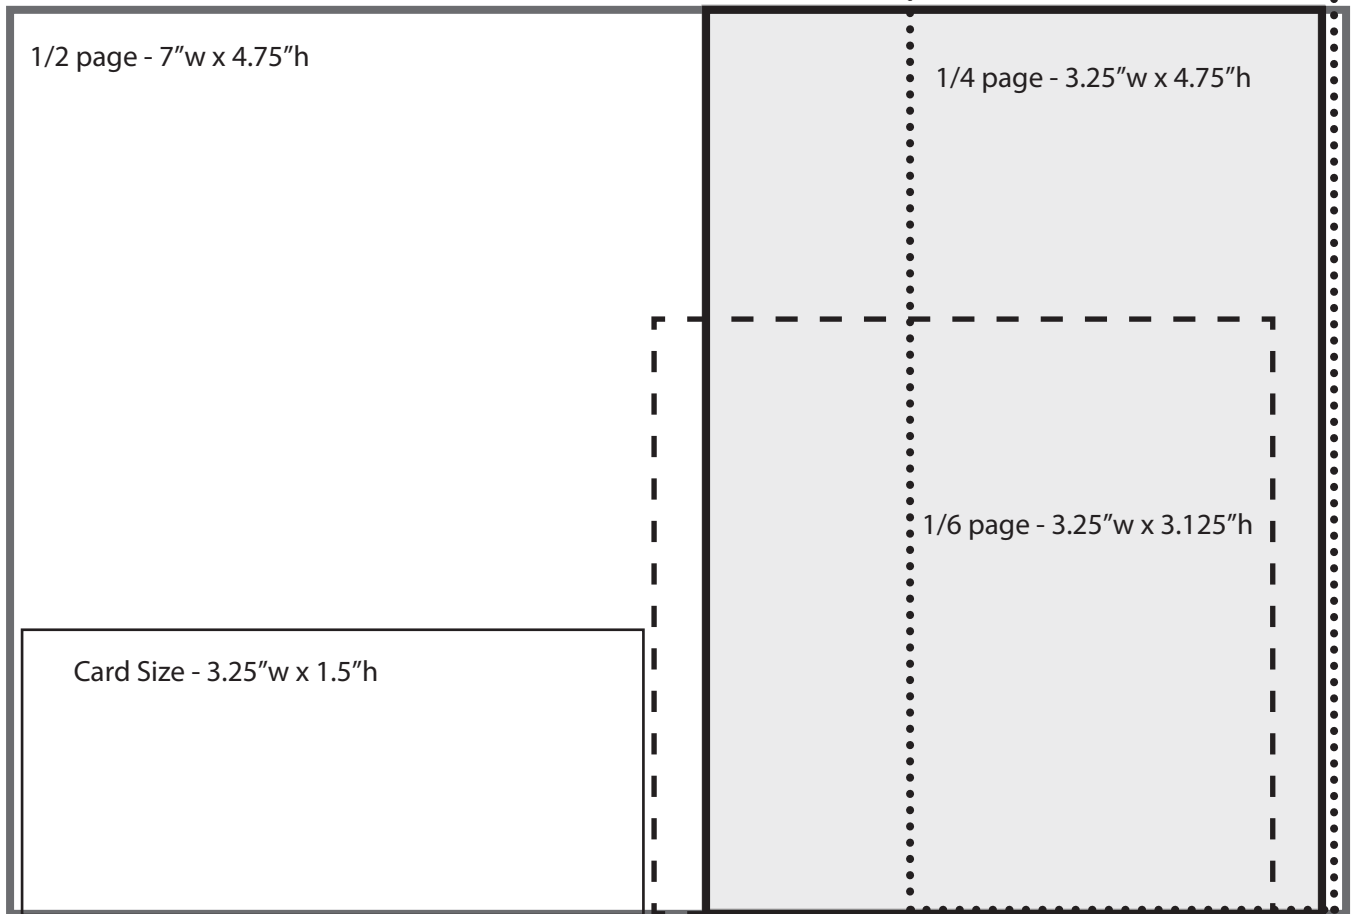 1/2 page - 7”w x 4.75”h
1/4 page - 3.25”w x 4.75”h
1/6 page - 3.25”w x 3.125”h
Card Size - 3.25”w x 1.5”h